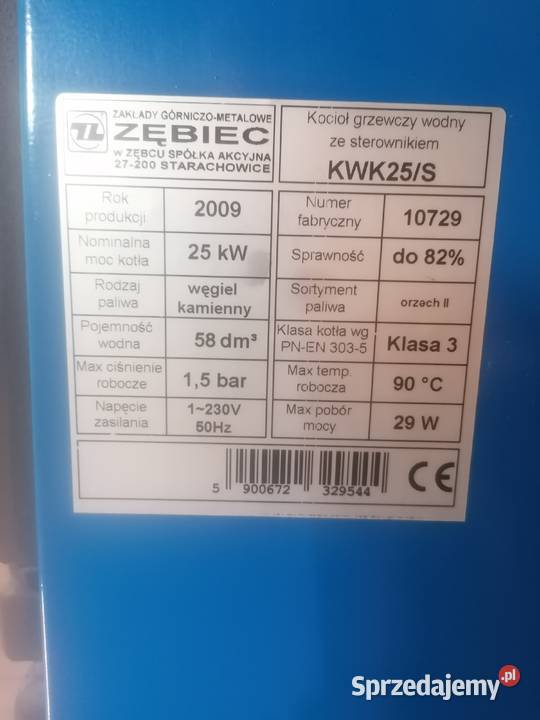 ZAKŁADY GÓRNICZO-METALOWE
ZĘBIEC
W ZĘBCU SPÓŁKA AKCYJNA
27-200 STARACHOWICE
Kocioł grzewczy wodny
ze sterownikiem
KWK25/S
Rok
produkcji
2009
Numer
fabryczny
10729
Nominalna
moc kotła
25 kW
Sprawność
do 82%
Rodzaj
paliwa
węgiel
kamienny
Sortyment
paliwa
orzech II
Pojemność
wodna
58 dm³
Klasa kotła wg
PN-EN 303-5
Klasa 3
Max ciśnienie
robocze
1,5 bar
Max temp.
robocza
90 °C
Napięcie
zasilania
1~230V
50Hz
Max pobór
mocy
29 W
5 900672 329544
CE
Sprzedajemy.pl